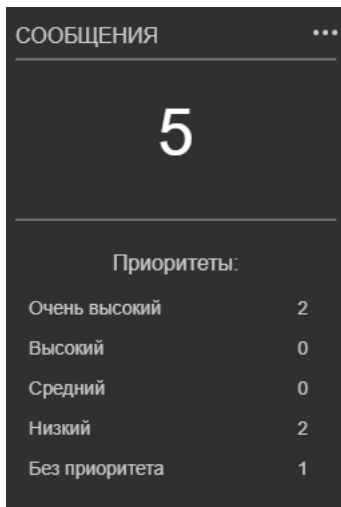 СООБЩЕНИЯ •••
5
Приоритеты:
Очень высокий 2
Высокий 0
Средний 0
Низкий 2
Без приоритета 1